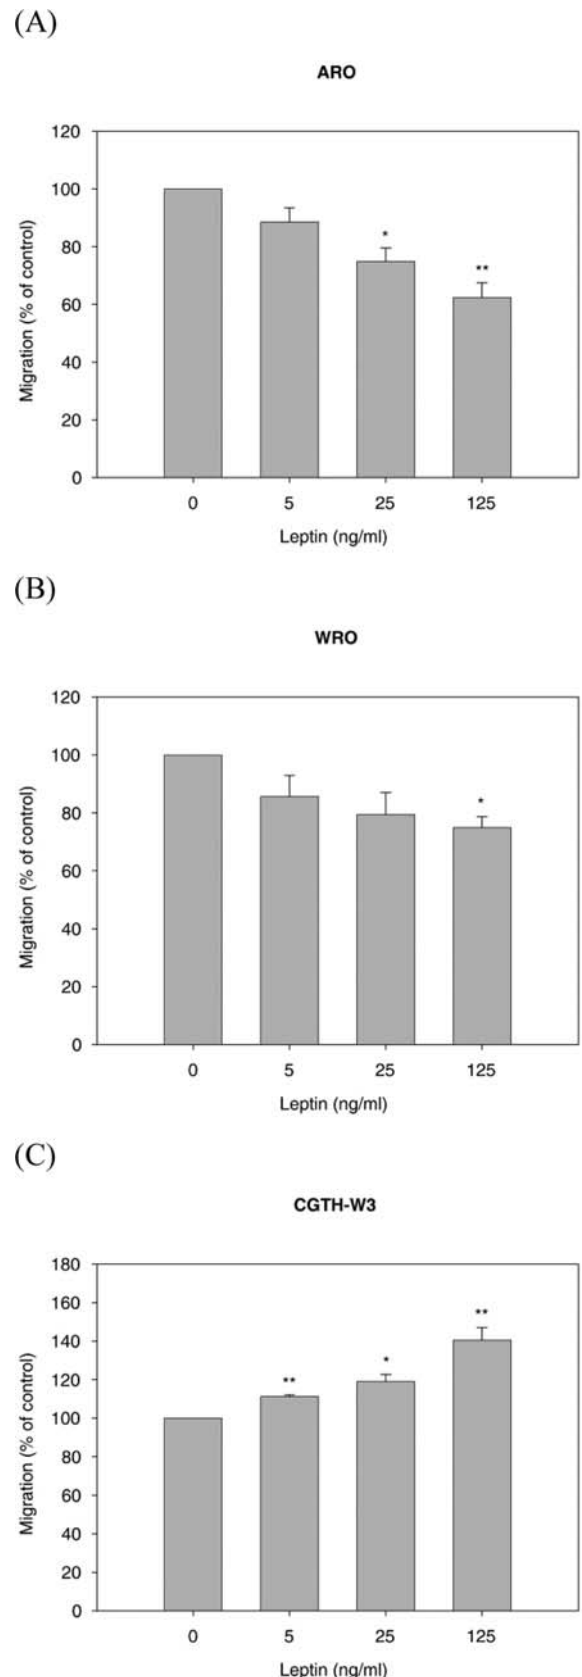 (A)
ARO
Migration (% of control)
120
100
80
60
40
20
0
*
**
0 5 25 125
Leptin (ng/ml)
(B)
WRO
Migration (% of control)
120
100
80
60
40
20
0
*
0 5 25 125
Leptin (ng/ml)
(C)
CGTH-W3
Migration (% of control)
180
160
140
120
100
80
60
40
20
0
**
*
**
0 5 25 125
Leptin (ng/ml)